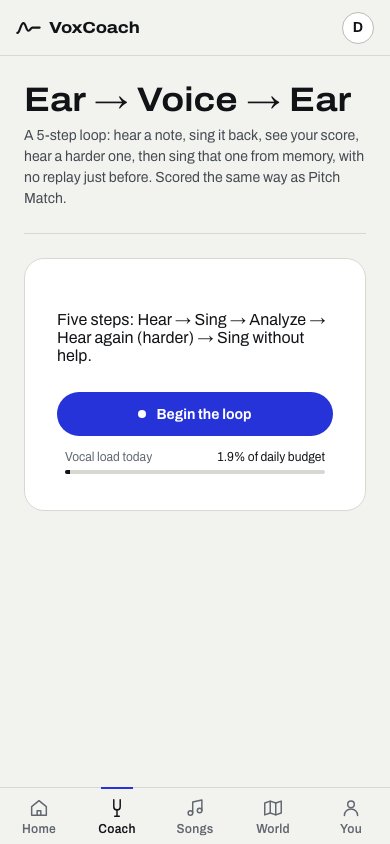 VoxCoach
D
Ear → Voice → Ear
A 5-step loop: hear a note, sing it back, see your score,
hear a harder one, then sing that one from memory, with
no replay just before. Scored the same way as Pitch
Match.
Five steps: Hear → Sing → Analyze →
Hear again (harder) → Sing without
help.
Begin the loop
Vocal load today 1.9% of daily budget
Home Coach Songs World You